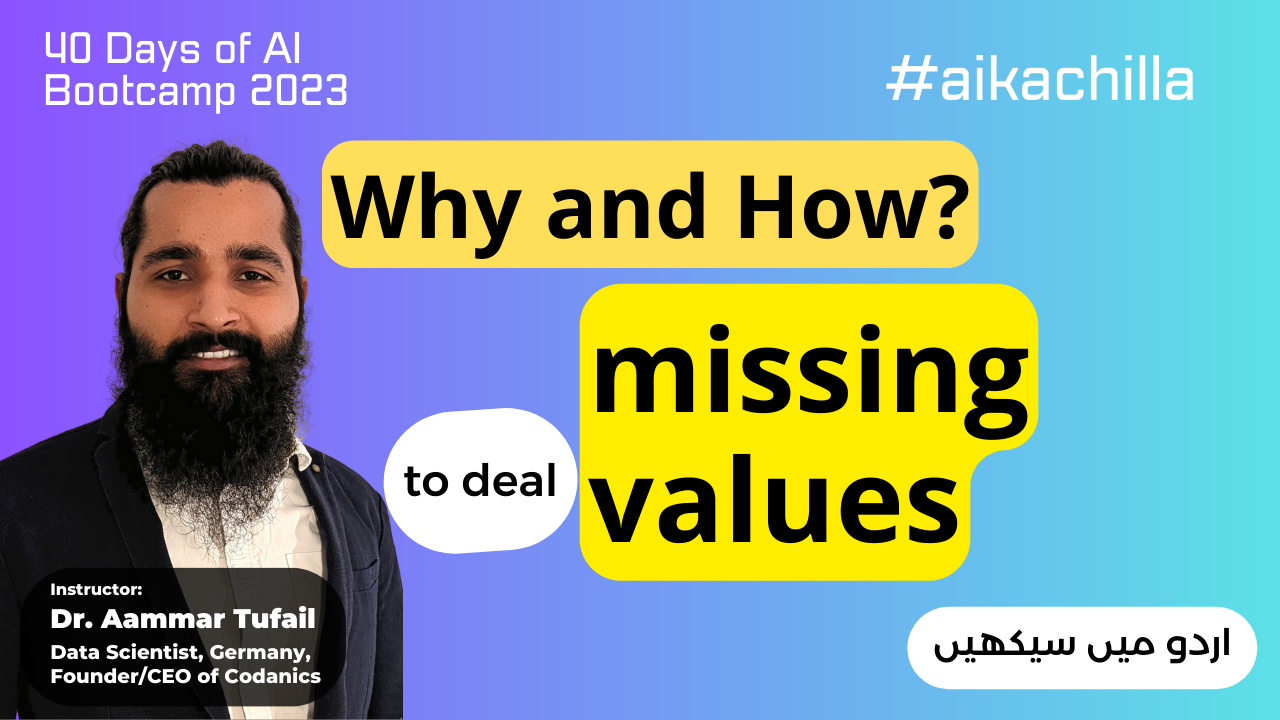 40 Days of AI
Bootcamp 2023
#aikachilla
Why and How?
to deal
missing
values
Instructor:
Dr. Aammar Tufail
Data Scientist, Germany,
Founder/CEO of Codanics
اردو میں سیکھیں